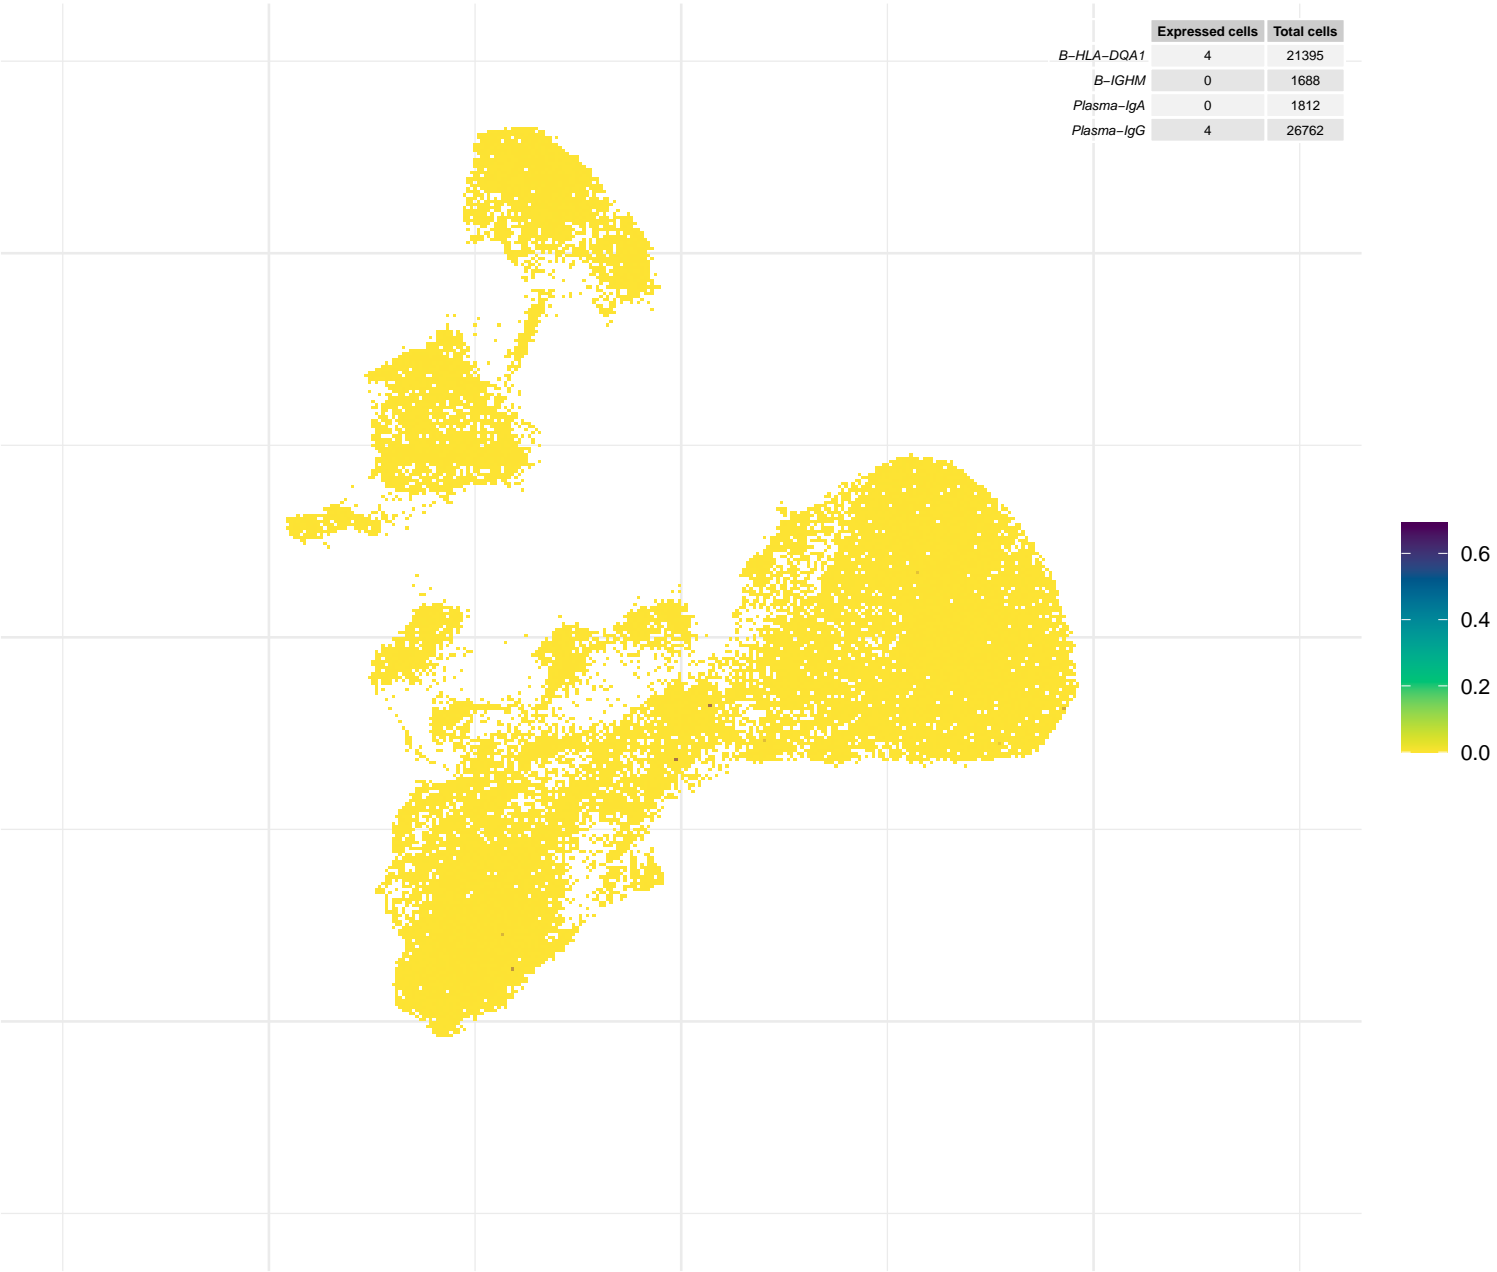 Expressed cells Total cells
B−HLA−DQA1 4 21395
B−IGHM 0 1688
Plasma−IgA 0 1812
Plasma−IgG 4 26762
0.6
0.4
0.2
0.0